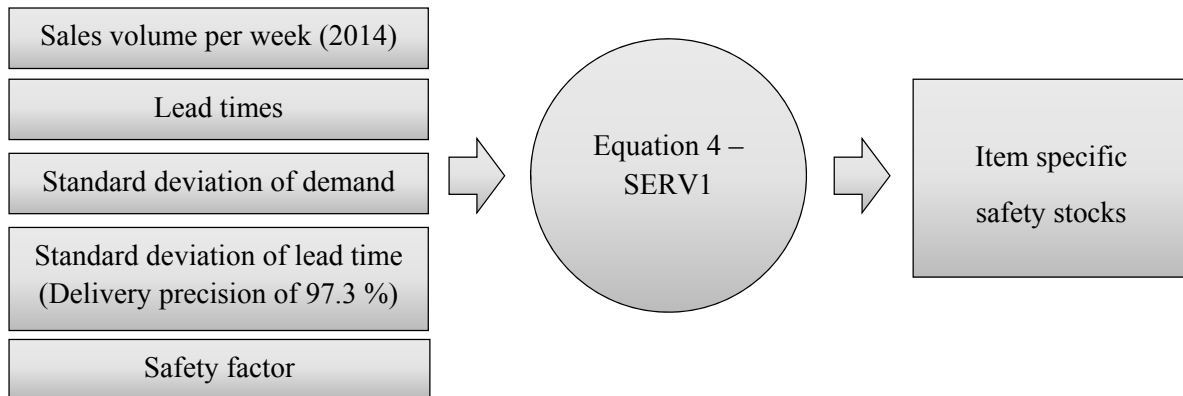 Sales volume per week (2014)
Lead times
Standard deviation of demand
Standard deviation of lead time
(Delivery precision of 97.3 %)
Safety factor
Equation 4 –
SERV1
Item specific
safety stocks